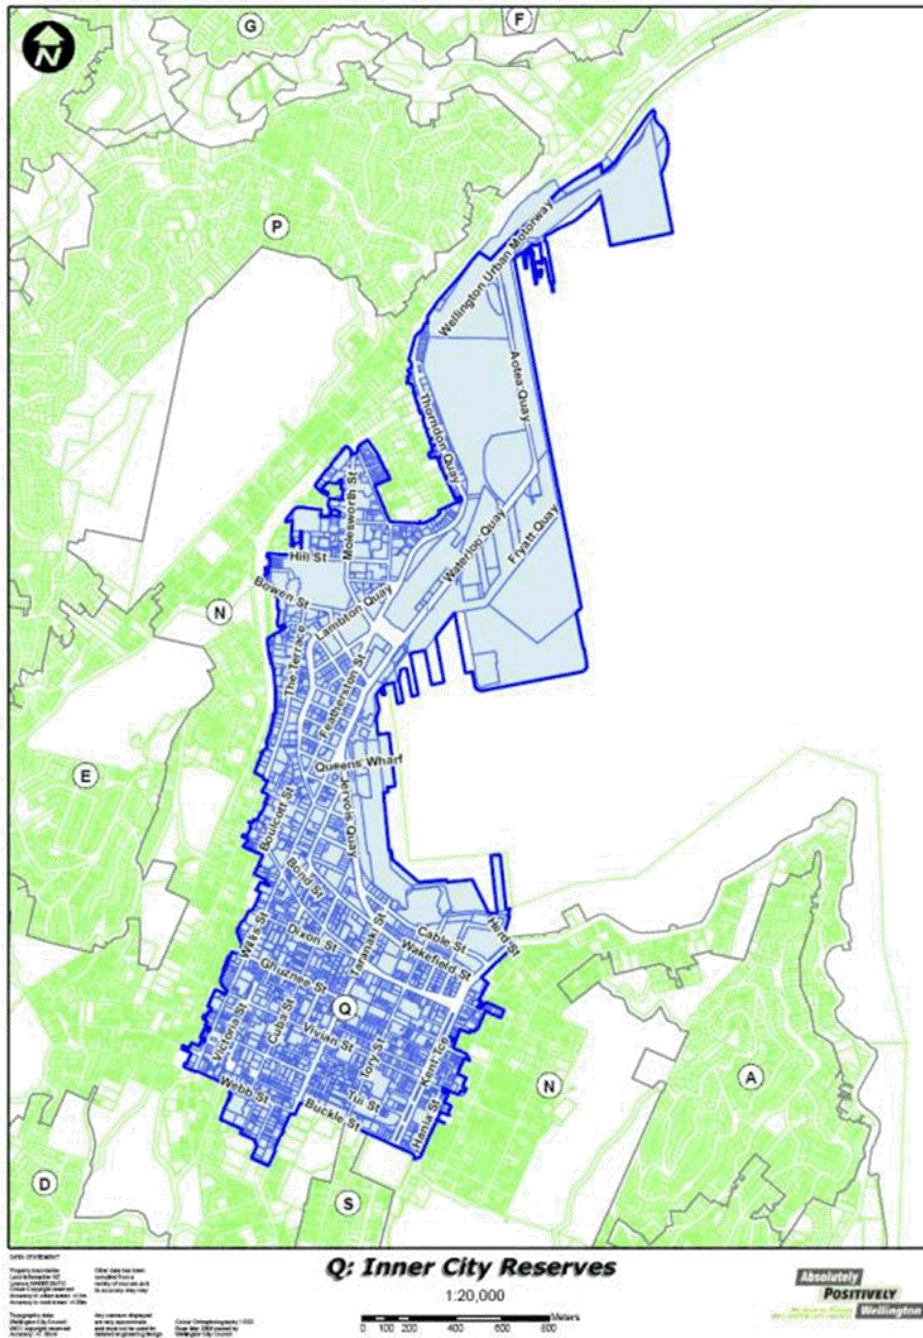 N
G
F
P
Wellington Urban Motorway
Aotea Quay
Thorndon Quay
Molesworth St
Waterloo Quay
Fryatt Quay
Hill St
Bowen St
Lambton Quay
N
The Terrace
Featherston St
Queens Wharf
E
Jervois Quay
Boulcott St
Bond St
Willis St
Dixon St
Taranaki St
Cable St
Herd St
Wakefield St
Ghuznee St
Q
Victoria St
Cuba St
Vivian St
Tory St
Kent Tce
N
A
Webb St
Tui St
Buckle St
Hania St
D
S
DATA STATEMENT
Q: Inner City Reserves
1:20,000
Meters
0 100 200 400 600 800
Absolutely
POSITIVELY
Wellington